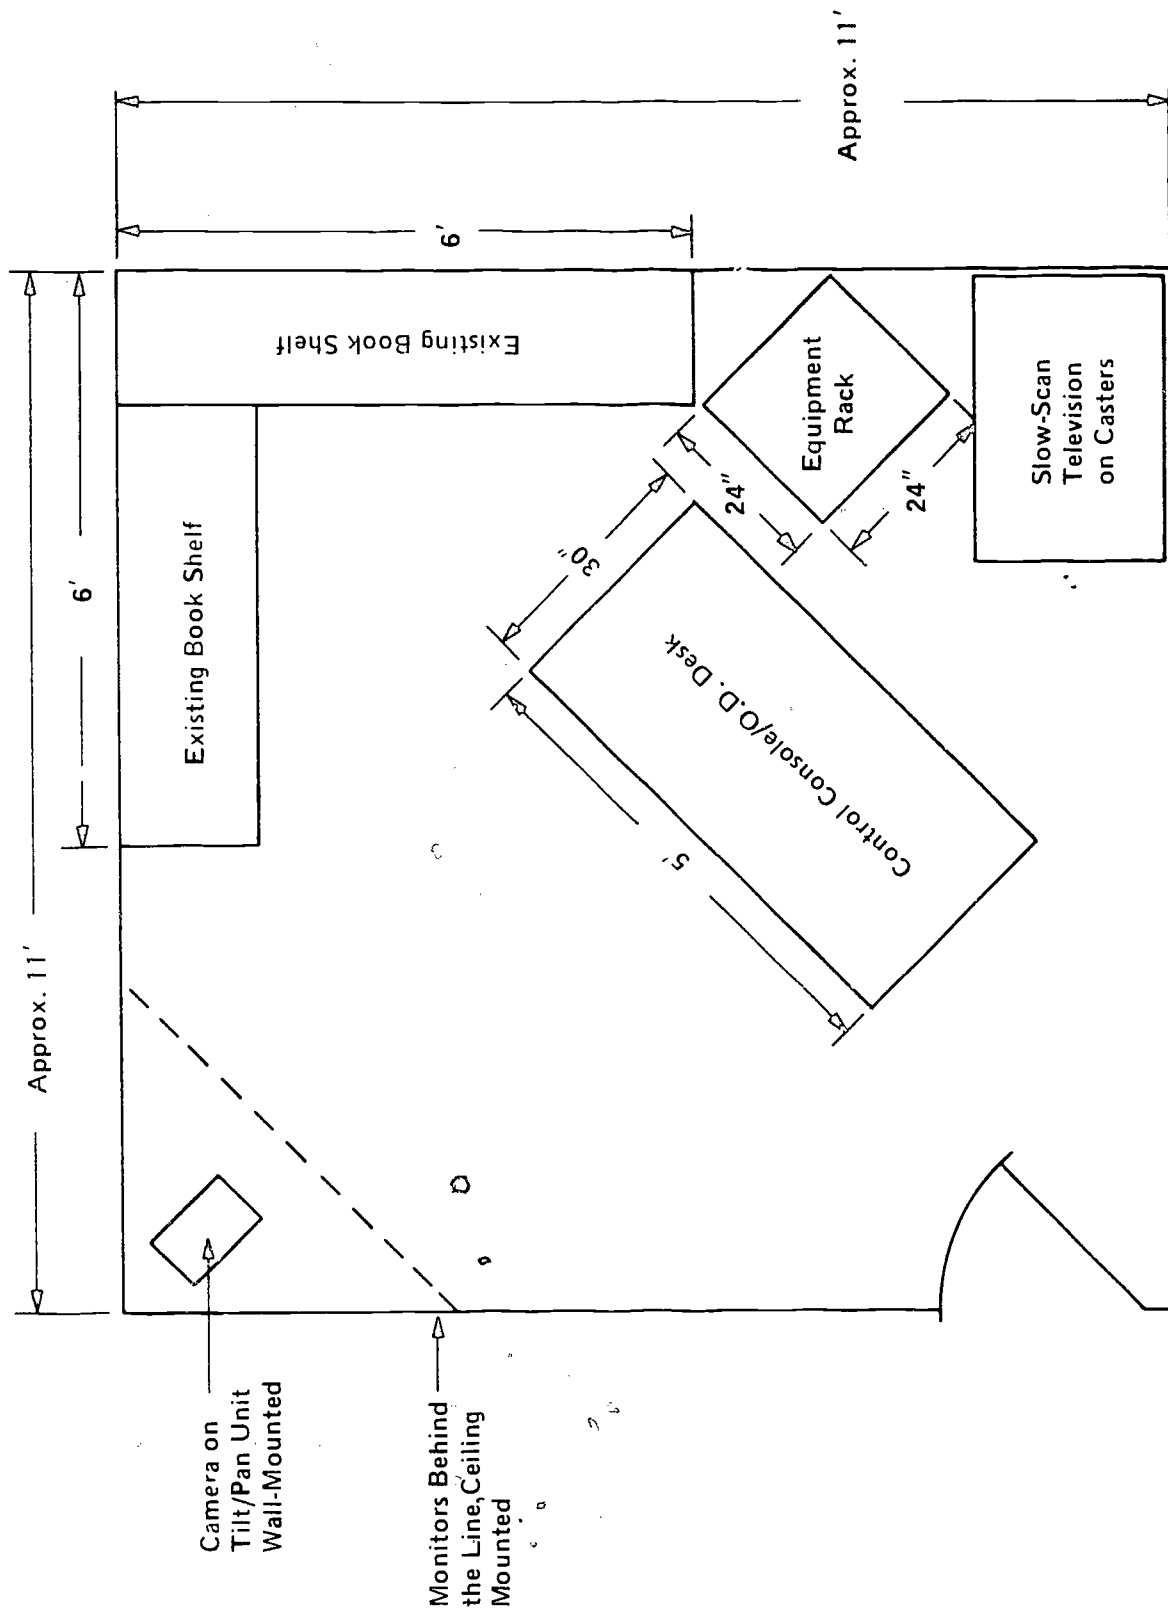 Approx. 11'
6'
Existing Book Shelf
Existing Book Shelf
6'
Approx. 11'
Camera on
Tilt/Pan Unit
Wall-Mounted
Monitors Behind
the Line,Ceiling
Mounted
30"
5'
Control Console/O.D. Desk
24"
24"
Equipment
Rack
Slow-Scan
Television
on Casters